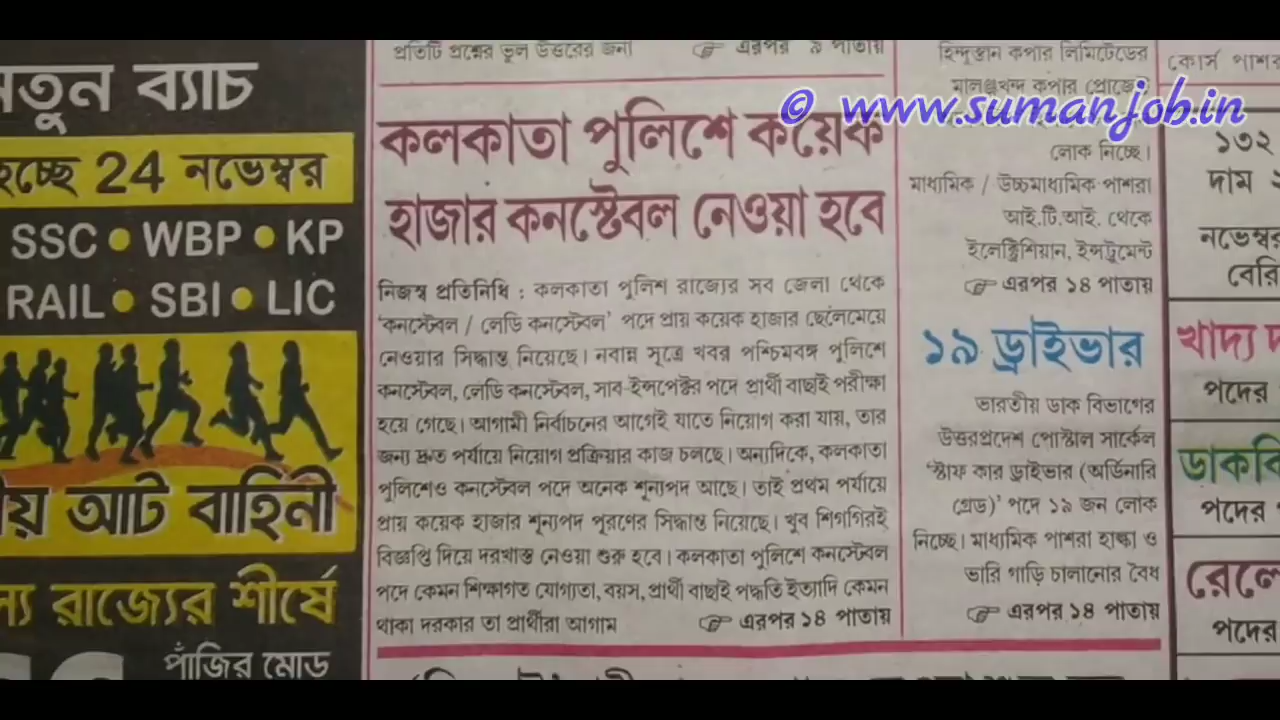 নতুন ব্যাচ
হচ্ছে 24 নভেম্বর
SSC • WBP • KP
RAIL • SBI • LIC
আট বাহিনী
রাজ্যের শীর্ষে
পাঁজির মোড়
প্রতিটি প্রশ্নের ভুল উত্তরের জন্য
এরপর ৯ পাতায়
কলকাতা পুলিশে কয়েক
হাজার কনস্টেবল নেওয়া হবে
নিজস্ব প্রতিনিধি : কলকাতা পুলিশ রাজ্যের সব জেলা থেকে
'কনস্টেবল / লেডি কনস্টেবল' পদে প্রায় কয়েক হাজার ছেলেমেয়ে
নেওয়ার সিদ্ধান্ত নিয়েছে। নবান্ন সূত্রে খবর পশ্চিমবঙ্গ পুলিশে
কনস্টেবল, লেডি কনস্টেবল, সাব-ইন্সপেক্টর পদে প্রার্থী বাছাই পরীক্ষা
হয়ে গেছে। আগামী নির্বাচনের আগেই যাতে নিয়োগ করা যায়, তার
জন্য দ্রুত পর্যায়ে নিয়োগ প্রক্রিয়ার কাজ চলছে। অন্যদিকে, কলকাতা
পুলিশেও কনস্টেবল পদে অনেক শূন্যপদ আছে। তাই প্রথম পর্যায়ে
প্রায় কয়েক হাজার শূন্যপদ পূরণের সিদ্ধান্ত নিয়েছে। খুব শিগগিরই
বিজ্ঞপ্তি দিয়ে দরখাস্ত নেওয়া শুরু হবে। কলকাতা পুলিশে কনস্টেবল
পদে কেমন শিক্ষাগত যোগ্যতা, বয়স, প্রার্থী বাছাই পদ্ধতি ইত্যাদি কেমন
থাকা দরকার তা প্রার্থীরা আগাম
এরপর ১৪ পাতায়
হিন্দুস্তান কপার লিমিটেডের
মালঞ্জখন্দ কপার প্রোজেক্টে
© www.sumanjob.in
লোক নিচ্ছে।
মাধ্যমিক / উচ্চমাধ্যমিক পাশরা
আই.টি.আই. থেকে
ইলেক্ট্রিশিয়ান, ইন্সট্রুমেন্ট
এরপর ১৪ পাতায়
১৯ ড্রাইভার
ভারতীয় ডাক বিভাগের
উত্তরপ্রদেশ পোস্টাল সার্কেল
'স্টাফ কার ড্রাইভার (অর্ডিনারি
গ্রেড)' পদে ১৯ জন লোক
নিচ্ছে। মাধ্যমিক পাশরা হাল্কা ও
ভারি গাড়ি চালানোর বৈধ
এরপর ১৪ পাতায়
কোর্স পাশরা
১৩২
দাম
নভেম্বর
বেরি
খাদ্য
পদের
ডাকবি
পদের
রেলে
পদের